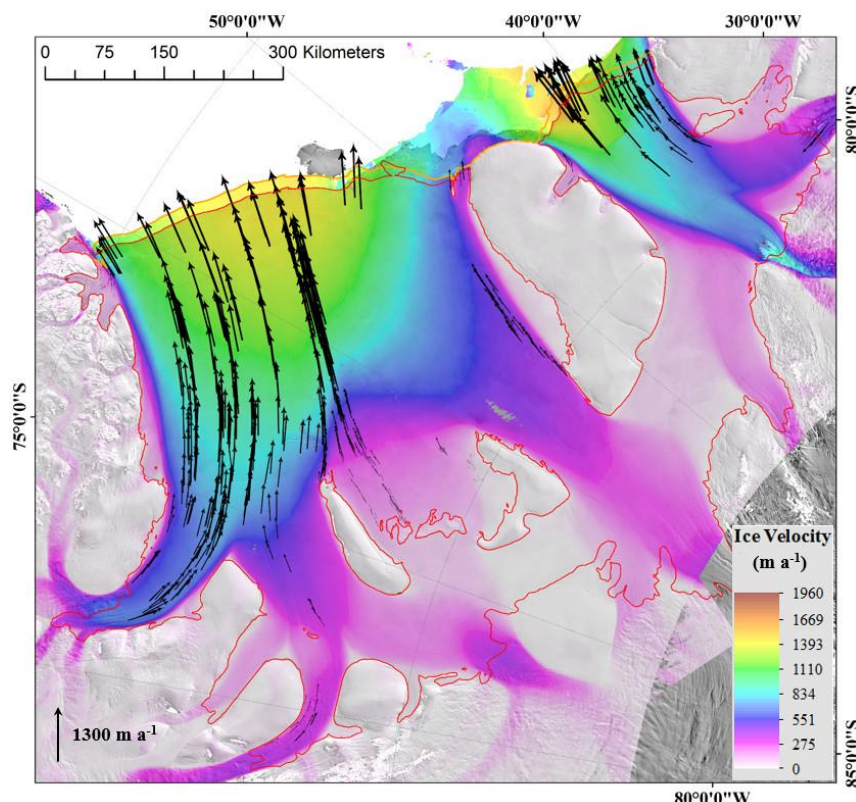 50°0'0"W
40°0'0"W
30°0'0"W
0 75 150 300 Kilometers
80°0'0"S
75°0'0"S
Ice Velocity
(m a-1)
1960
1669
1393
1110
834
551
275
0
1300 m a-1
85°0'0"S
80°0'0"W